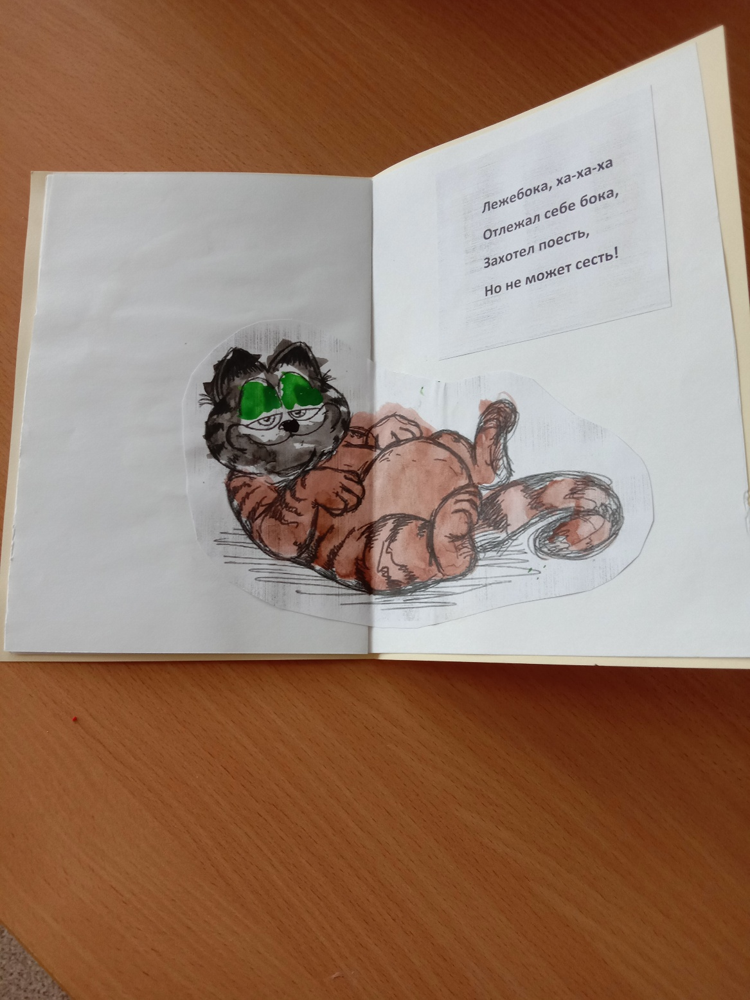 Лежебока, ха-ха-ха
Отлежал себе бока,
Захотел поесть,
Но не может сесть!